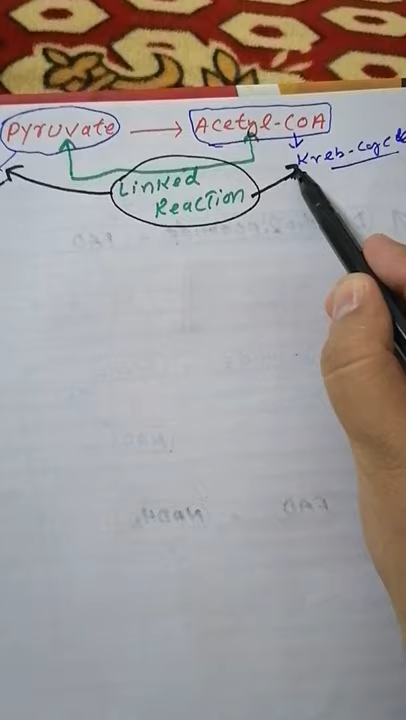 Pyruvate → Acetyl-COA
Kreb-Cycle
Linked
Reaction